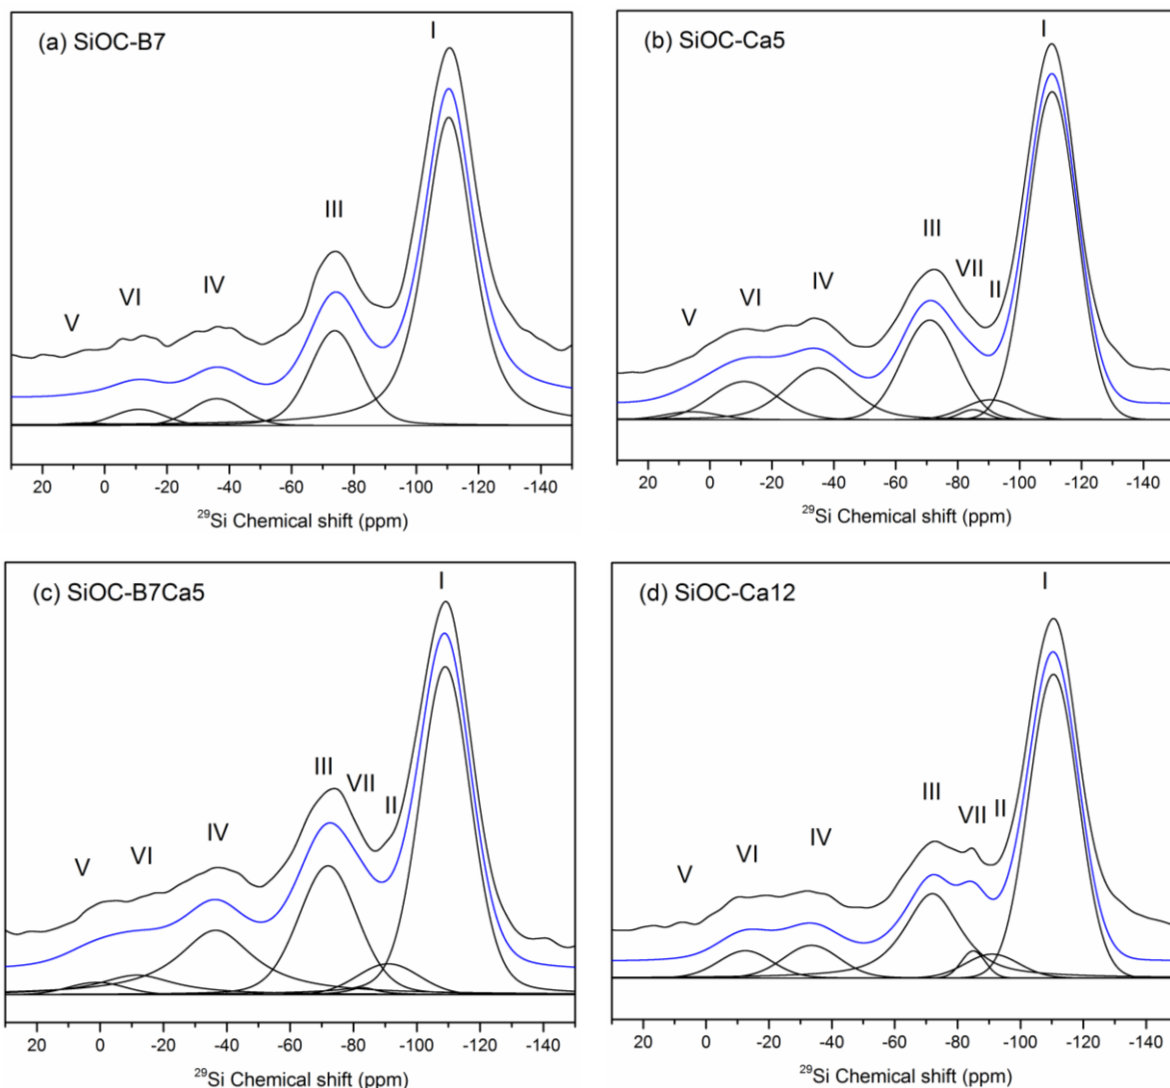 (a) SiOC-B7
I
III
IV
VI
V
20 0 -20 -40 -60 -80 -100 -120 -140
²⁹Si Chemical shift (ppm)
(b) SiOC-Ca5
I
III
VII
IV
II
VI
V
20 0 -20 -40 -60 -80 -100 -120 -140
²⁹Si Chemical shift (ppm)
(c) SiOC-B7Ca5
I
III
VII
II
IV
VI
V
20 0 -20 -40 -60 -80 -100 -120 -140
²⁹Si Chemical shift (ppm)
(d) SiOC-Ca12
I
III
VII
II
IV
VI
V
20 0 -20 -40 -60 -80 -100 -120 -140
²⁹Si Chemical shift (ppm)